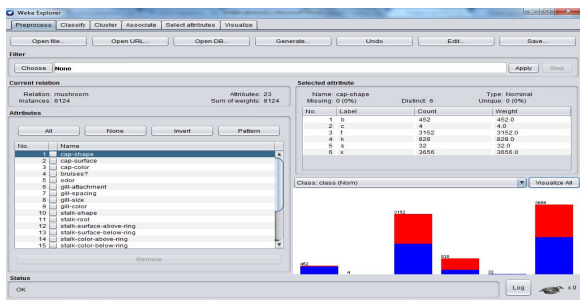 Weka Explorer
Preprocess Classify Cluster Associate Select attributes Visualize
Open file... Open URL... Open DB... Generate... Undo Edit... Save...
Filter
Choose None Apply Stop
Current relation
Relation: mushroom Attributes: 23
Instances: 8124 Sum of weights: 8124
Attributes
All None Invert Pattern
No. Name
1 cap-shape
2 cap-surface
3 cap-color
4 bruises?
5 odor
6 gill-attachment
7 gill-spacing
8 gill-size
9 gill-color
10 stalk-shape
11 stalk-root
12 stalk-surface-above-ring
13 stalk-surface-below-ring
14 stalk-color-above-ring
15 stalk-color-below-ring
Remove
Selected attribute
Name: cap-shape Type: Nominal
Missing: 0 (0%) Distinct: 6 Unique: 0 (0%)
No. Label Count Weight
1 b 452 452.0
2 c 4 4.0
3 f 3152 3152.0
4 k 828 828.0
5 s 32 32.0
6 x 3656 3656.0
Class: class (Nom) Visualize All
452 4 3152 828 32 3656
Status
OK Log x 0